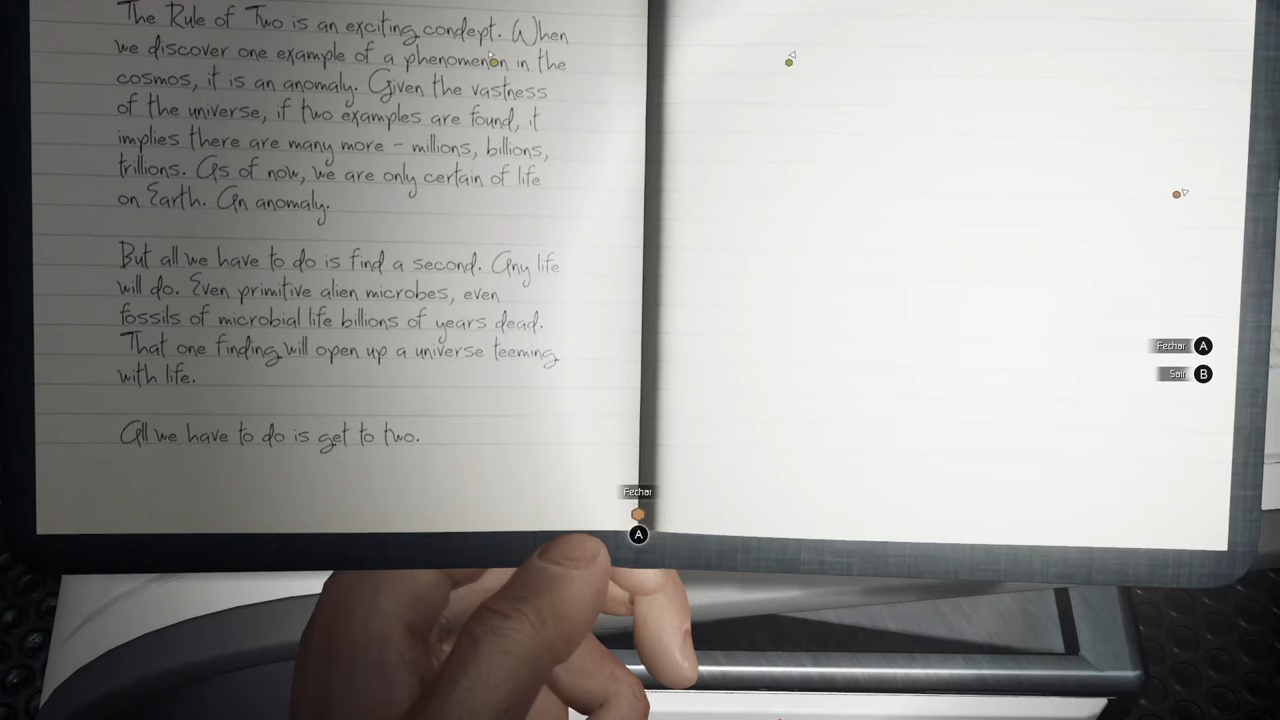 The Rule of Two is an exciting condept. When
we discover one example of a phenomenon in the
cosmos, it is an anomaly. Given the vastness
of the universe, if two examples are found, it
implies there are many more - millions, billions,
trillions. As of now, we are only certain of life
on Earth. An anomaly.
But all we have to do is find a second. Any life
will do. Even primitive alien microbes, even
fossils of microbial life billions of years dead.
That one finding will open up a universe teeming
with life.
All we have to do is get to two.
Fechar A
Sair B
Fechar
A